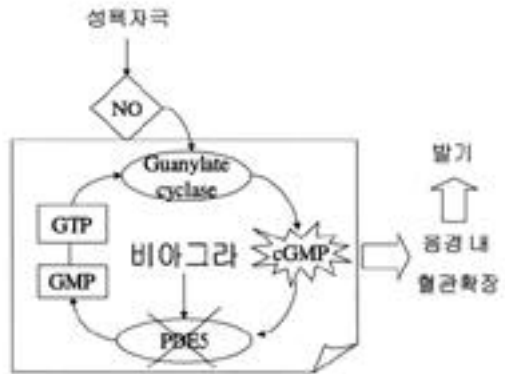 성욕자극
NO
Guanylate
cyclase
발기
GTP
비아그라
cGMP
음경 내
GMP
혈관확장
PDE5